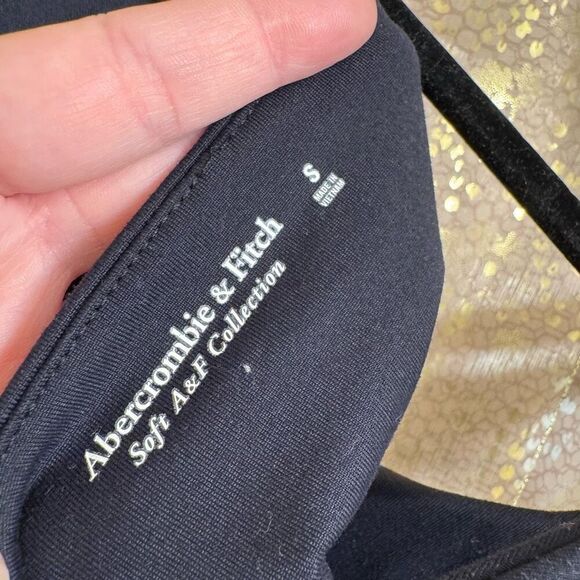 Abercrombie & Fitch
Soft A&F Collection
S
MADE IN
VIETNAM